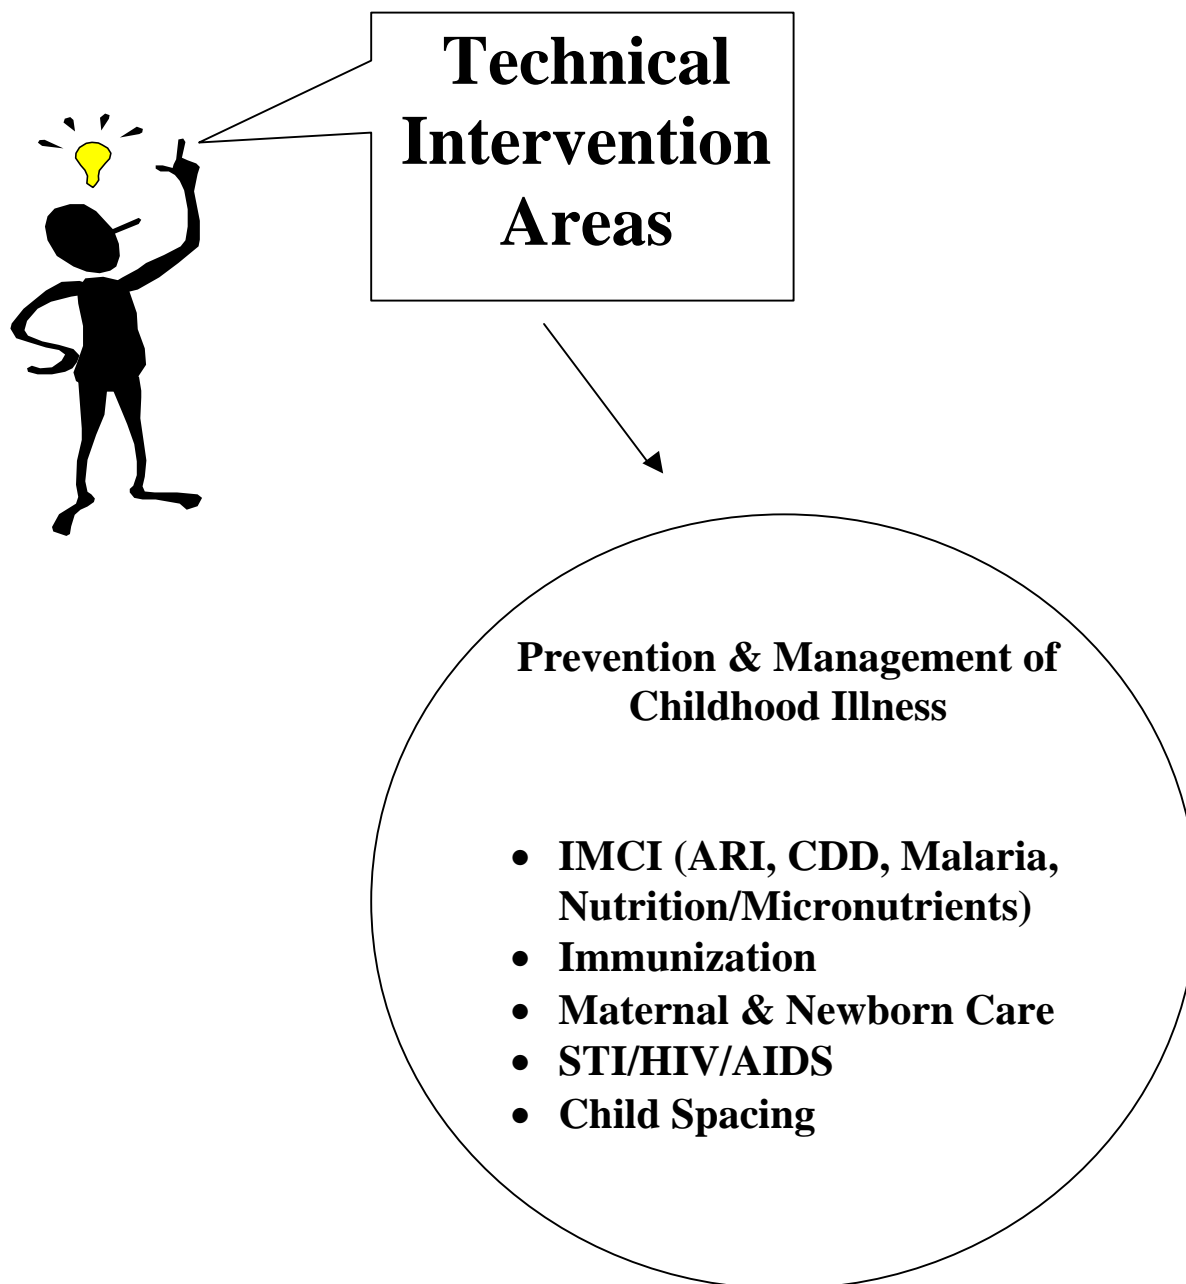 Technical
Intervention
Areas
Prevention & Management of
Childhood Illness
• IMCI (ARI, CDD, Malaria,
Nutrition/Micronutrients)
• Immunization
• Maternal & Newborn Care
• STI/HIV/AIDS
• Child Spacing